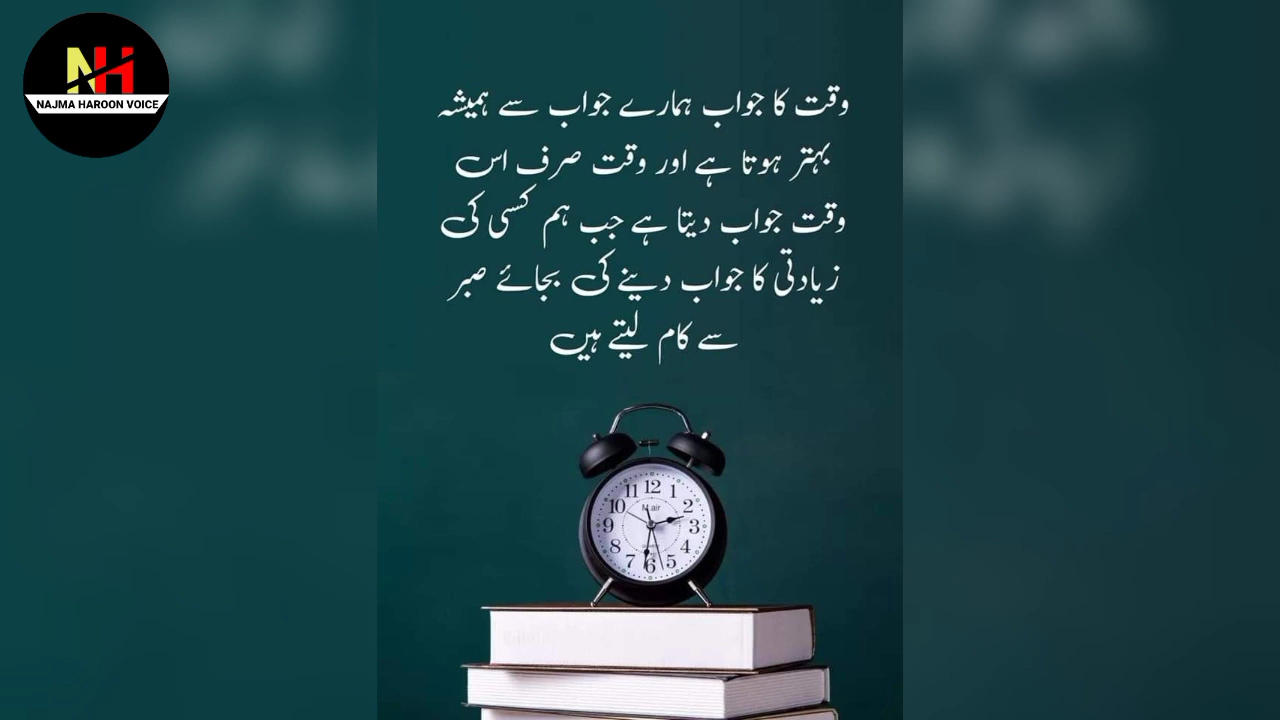 NH
NAJMA HAROON VOICE
وقت کا جواب ہمارے جواب سے ہمیشہ
بہتر ہوتا ہے اور وقت صرف اس
وقت جواب دیتا ہے جب ہم کسی کی
زیادتی کا جواب دینے کی بجائے صبر
سے کام لیتے ہیں
12
11 1
10 2
M.air
9 3
8 4
7 5
6